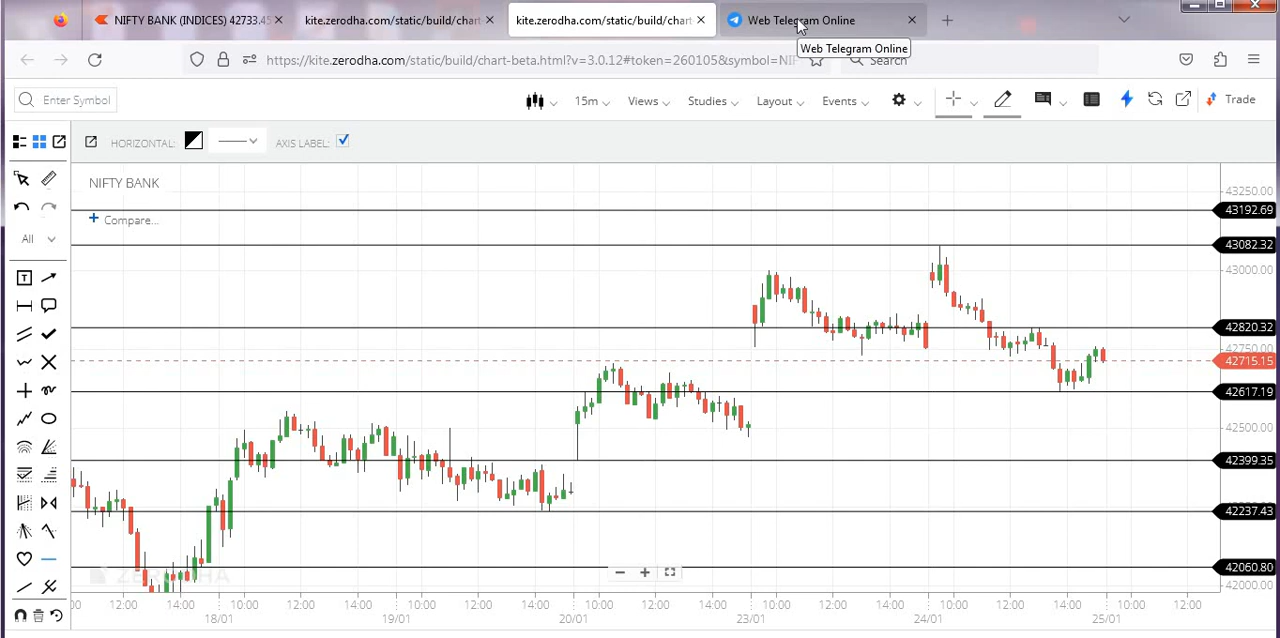 NIFTY BANK (INDICES) 42733.45
kite.zerodha.com/static/build/chart
kite.zerodha.com/static/build/chart
Web Telegram Online
Web Telegram Online
https://kite.zerodha.com/static/build/chart-beta.html?v=3.0.12#token=260105&symbol=NIF
Search
Enter Symbol
15m
Views
Studies
Layout
Events
Trade
HORIZONTAL:
AXIS LABEL:
NIFTY BANK
Compare...
All
T
43250.00
43192.69
43082.32
43000.00
42820.32
42750.00
42715.15
42617.19
42500.00
42399.35
42237.43
42060.80
42000.00
ZERODHA
:00 12:00 14:00 10:00 12:00 14:00 10:00 12:00 14:00 10:00 12:00 14:00 10:00 12:00 14:00 10:00 12:00 14:00 10:00 12:00
18/01 19/01 20/01 23/01 24/01 25/01